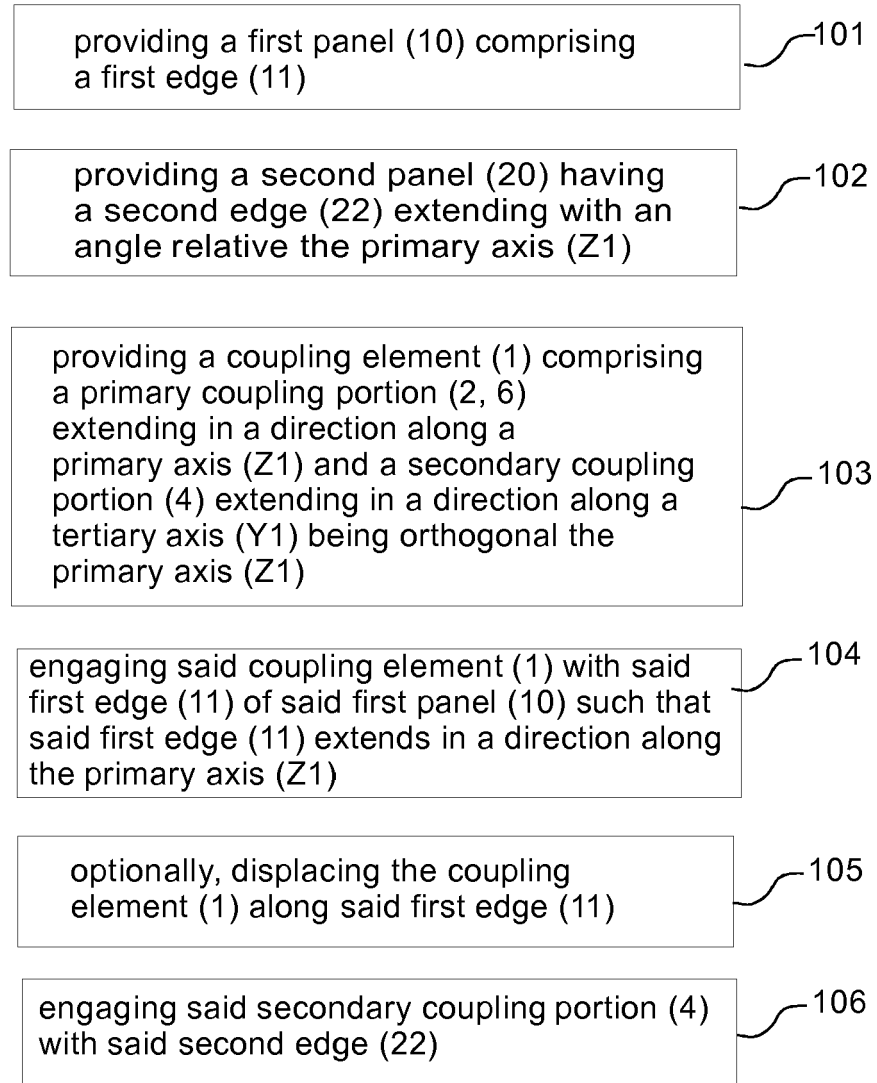 providing a first panel (10) comprising
a first edge (11)
101
providing a second panel (20) having
a second edge (22) extending with an
angle relative the primary axis (Z1)
102
providing a coupling element (1) comprising
a primary coupling portion (2, 6)
extending in a direction along a
primary axis (Z1) and a secondary coupling
portion (4) extending in a direction along a
tertiary axis (Y1) being orthogonal the
primary axis (Z1)
103
engaging said coupling element (1) with said
first edge (11) of said first panel (10) such that
said first edge (11) extends in a direction along
the primary axis (Z1)
104
optionally, displacing the coupling
element (1) along said first edge (11)
105
engaging said secondary coupling portion (4)
with said second edge (22)
106